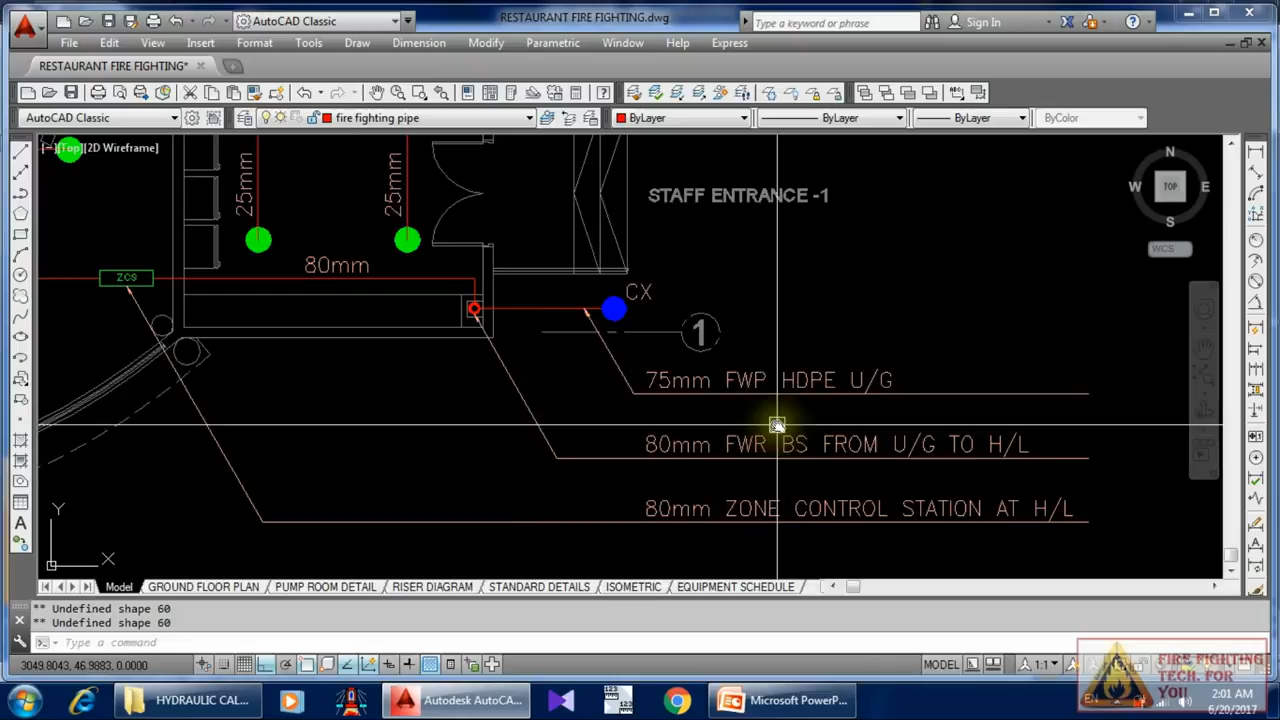 RESTAURANT FIRE FIGHTING.dwg
AutoCAD Classic
Type a keyword or phrase
Sign In
File Edit View Insert Format Tools Draw Dimension Modify Parametric Window Help Express
RESTAURANT FIRE FIGHTING*
AutoCAD Classic
fire fighting pipe
ByLayer
ByLayer
ByLayer
ByColor
[−][Top][2D Wireframe]
N
W TOP E
S
WCS
25mm
25mm
STAFF ENTRANCE -1
80mm
ZCS
CX
1
75mm FWP HDPE U/G
80mm FWR BS FROM U/G TO H/L
80mm ZONE CONTROL STATION AT H/L
Y
X
Model GROUND FLOOR PLAN PUMP ROOM DETAIL RISER DIAGRAM STANDARD DETAILS ISOMETRIC EQUIPMENT SCHEDULE
** Undefined shape 60
** Undefined shape 60
Type a command
3049.8043, 46.9883, 0.0000
MODEL
1:1
FIRE FIGHTING
TECH. FOR
YOU
HYDRAULIC CAL...
Autodesk AutoCA...
Microsoft PowerP...
EN
2:01 AM
6/20/2017